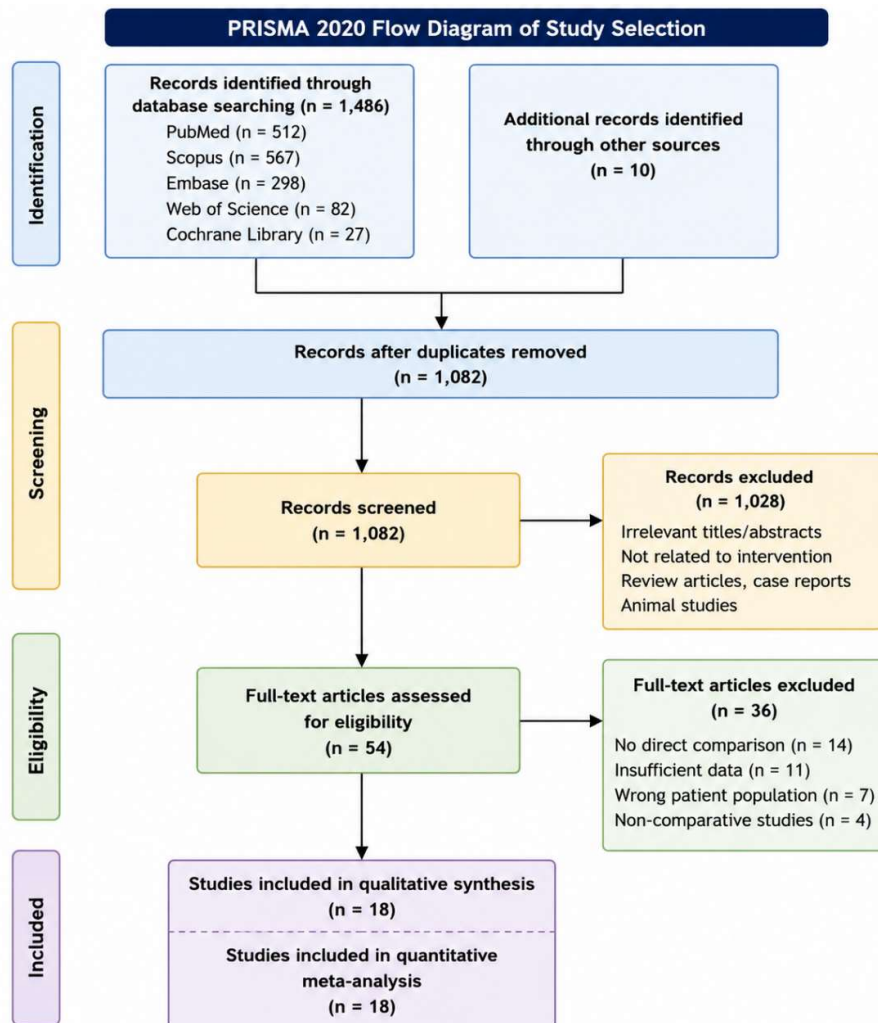 PRISMA 2020 Flow Diagram of Study Selection
Identification
Records identified through
database searching (n = 1,486)
PubMed (n = 512)
Scopus (n = 567)
Embase (n = 298)
Web of Science (n = 82)
Cochrane Library (n = 27)
Additional records identified
through other sources
(n = 10)
Screening
Records after duplicates removed
(n = 1,082)
Records screened
(n = 1,082)
Records excluded
(n = 1,028)
Irrelevant titles/abstracts
Not related to intervention
Review articles, case reports
Animal studies
Eligibility
Full-text articles assessed
for eligibility
(n = 54)
Full-text articles excluded
(n = 36)
No direct comparison (n = 14)
Insufficient data (n = 11)
Wrong patient population (n = 7)
Non-comparative studies (n = 4)
Included
Studies included in qualitative synthesis
(n = 18)
Studies included in quantitative
meta-analysis
(n = 18)